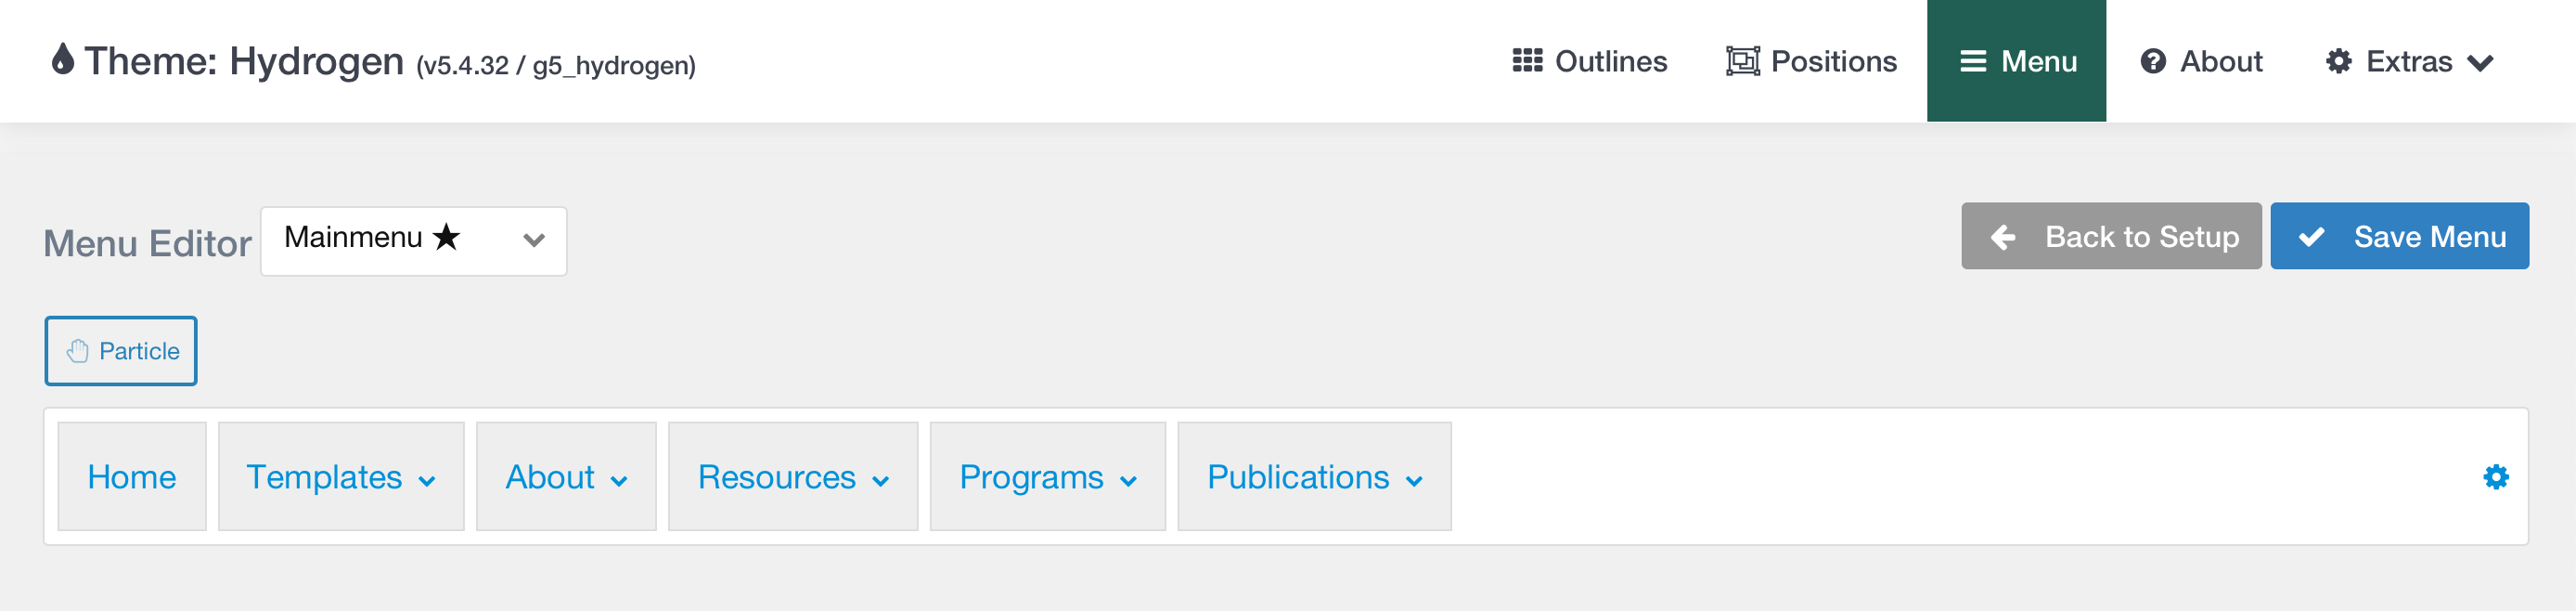 Theme: Hydrogen (v5.4.32 / g5_hydrogen) Outlines Positions Menu About Extras
Menu Editor Mainmenu ★ Back to Setup Save Menu
Particle
Home Templates About Resources Programs Publications